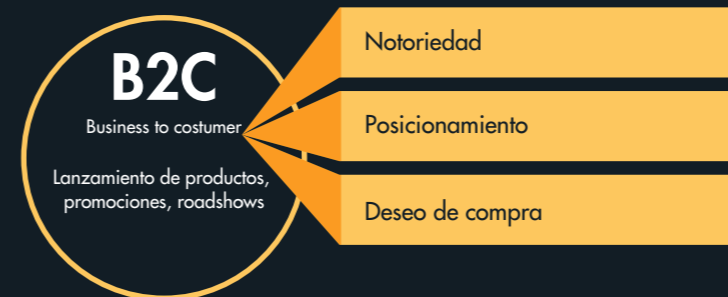 B2C
Business to costumer
Lanzamiento de productos,
promociones, roadshows
Notoriedad
Posicionamiento
Deseo de compra